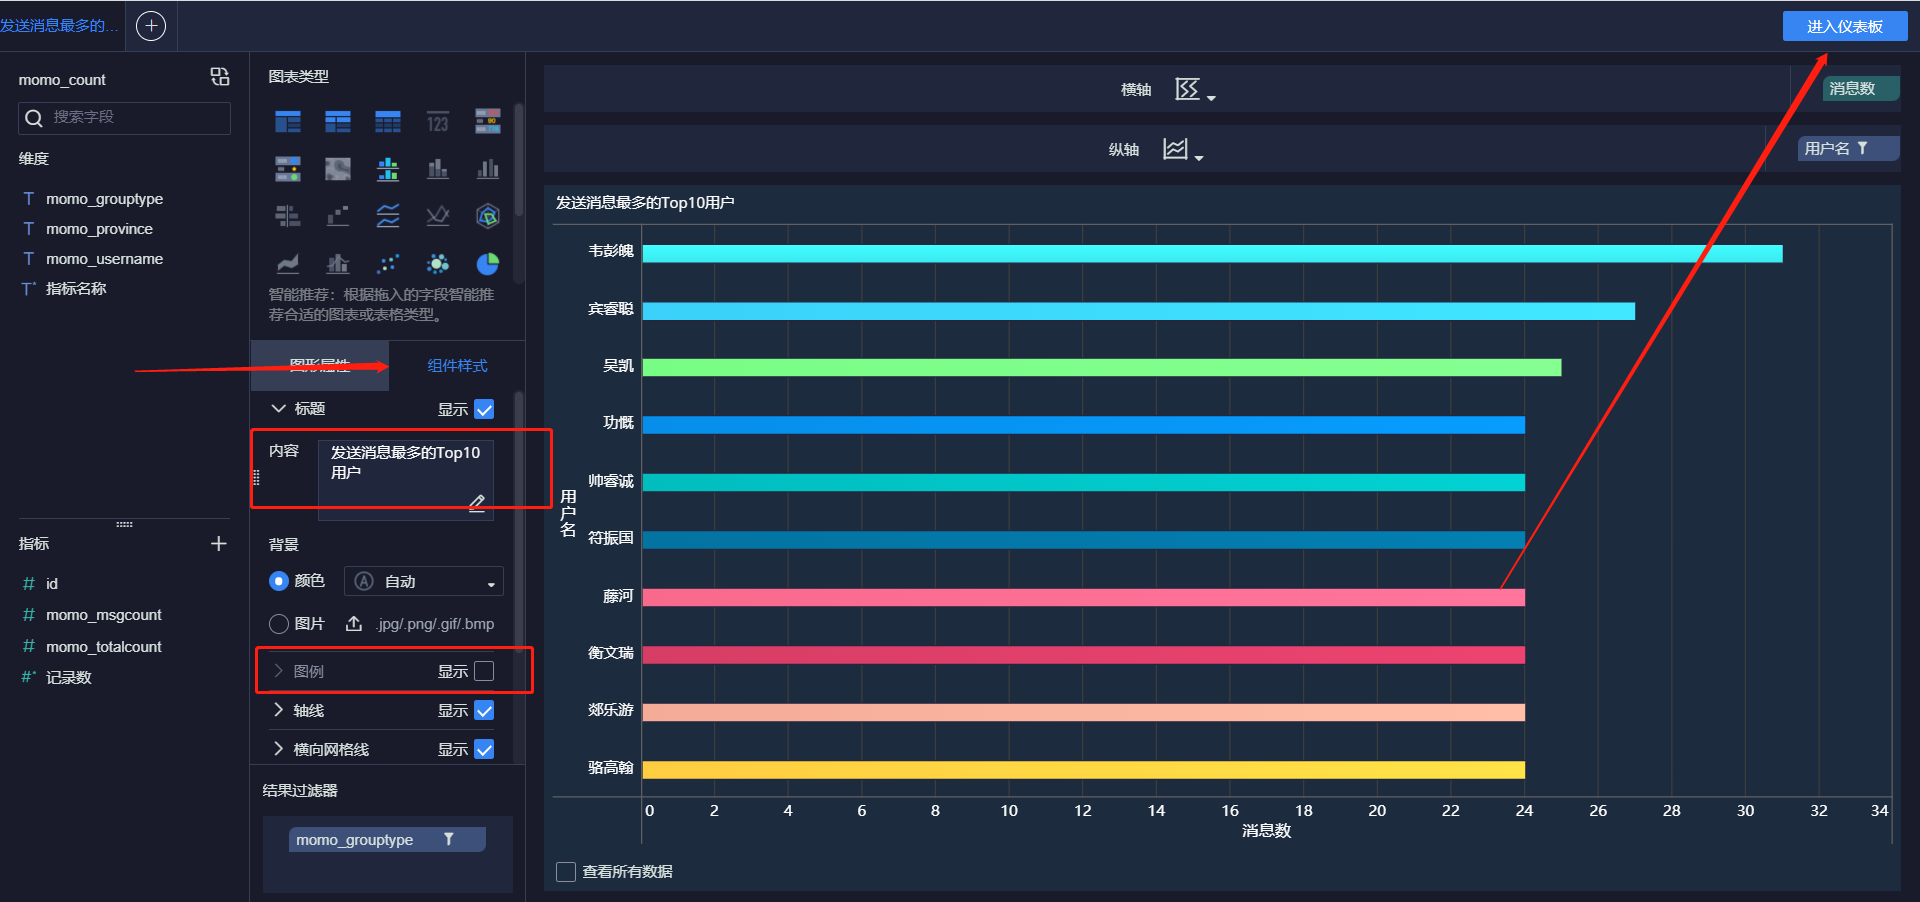 发送消息最多的...
进入仪表板
momo_count
搜索字段
维度
T momo_grouptype
T momo_province
T momo_username
T* 指标名称
指标
# id
# momo_msgcount
# momo_totalcount
#* 记录数
图表类型
123
智能推荐：根据拖入的字段智能推
荐合适的图表或表格类型。
图形属性
组件样式
标题 显示
内容
发送消息最多的Top10
用户
背景
颜色 自动
图片 .jpg/.png/.gif/.bmp
图例 显示
轴线 显示
横向网格线 显示
结果过滤器
momo_grouptype
横轴
消息数
纵轴
用户名
发送消息最多的Top10用户
用户名
韦彭魄
宾睿聪
吴凯
功慨
帅睿诚
符振国
藤河
衡文瑞
郯乐游
骆高翰
0 2 4 6 8 10 12 14 16 18 20 22 24 26 28 30 32 34
消息数
查看所有数据